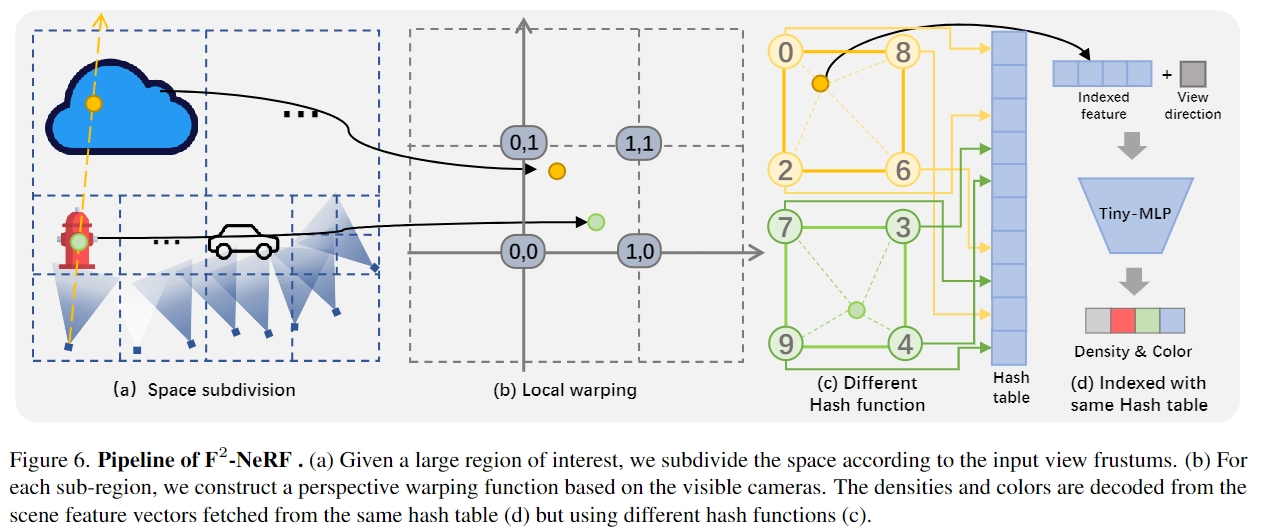 ...
...
0,1
1,1
0,0
1,0
0
8
2
6
7
3
9
4
Indexed
feature
+
View
direction
Tiny-MLP
Density & Color
(a) Space subdivision
(b) Local warping
(c) Different
Hash function
Hash
table
(d) Indexed with
same Hash table
Figure 6. Pipeline of F²-NeRF . (a) Given a large region of interest, we subdivide the space according to the input view frustums. (b) For
each sub-region, we construct a perspective warping function based on the visible cameras. The densities and colors are decoded from the
scene feature vectors fetched from the same hash table (d) but using different hash functions (c).